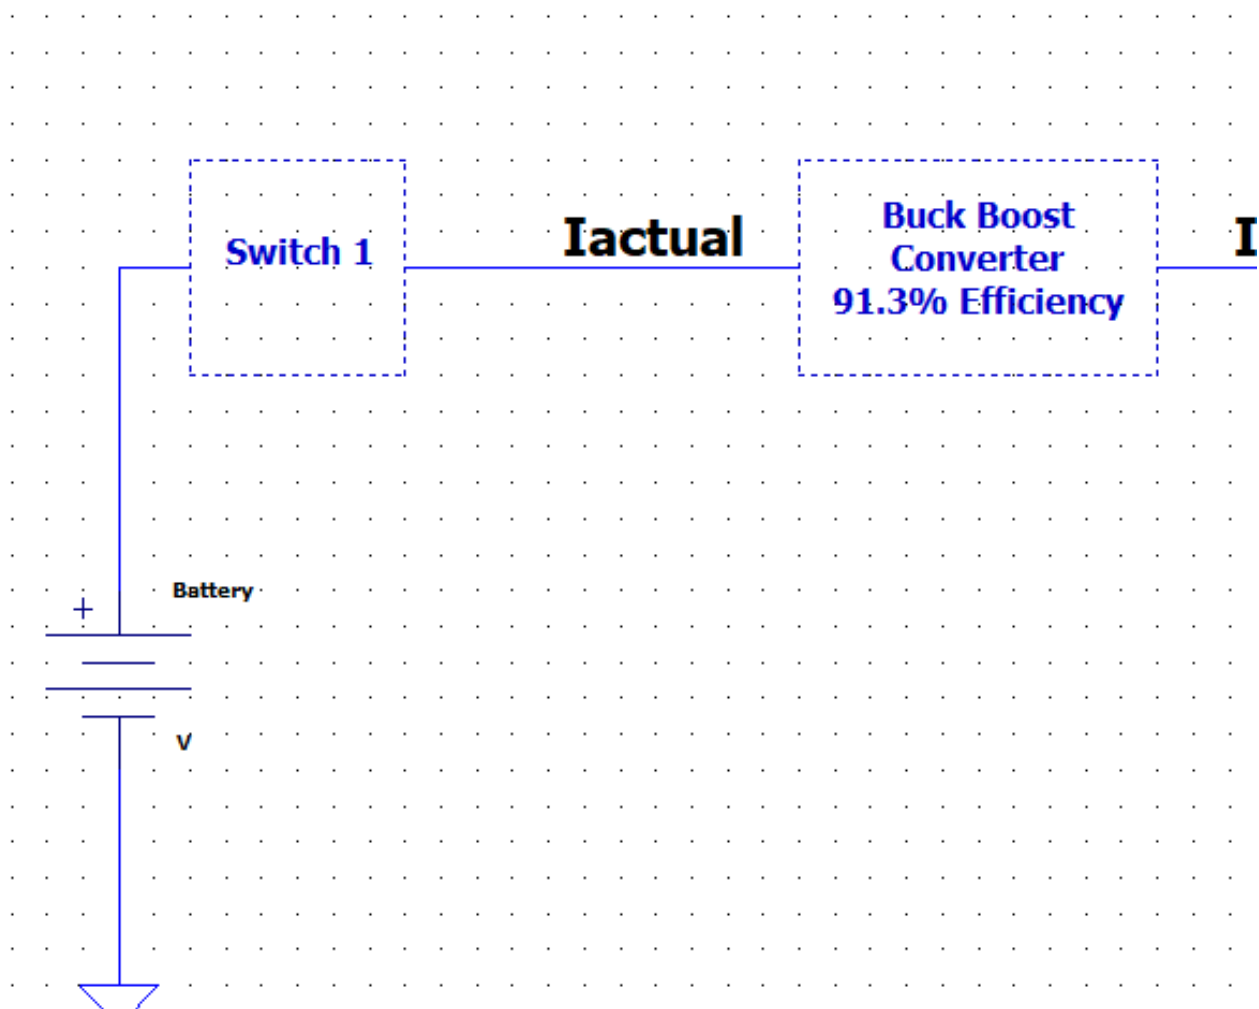 Switch 1
Iactual
Buck Boost
Converter
91.3% Efficiency
I
+
Battery
V